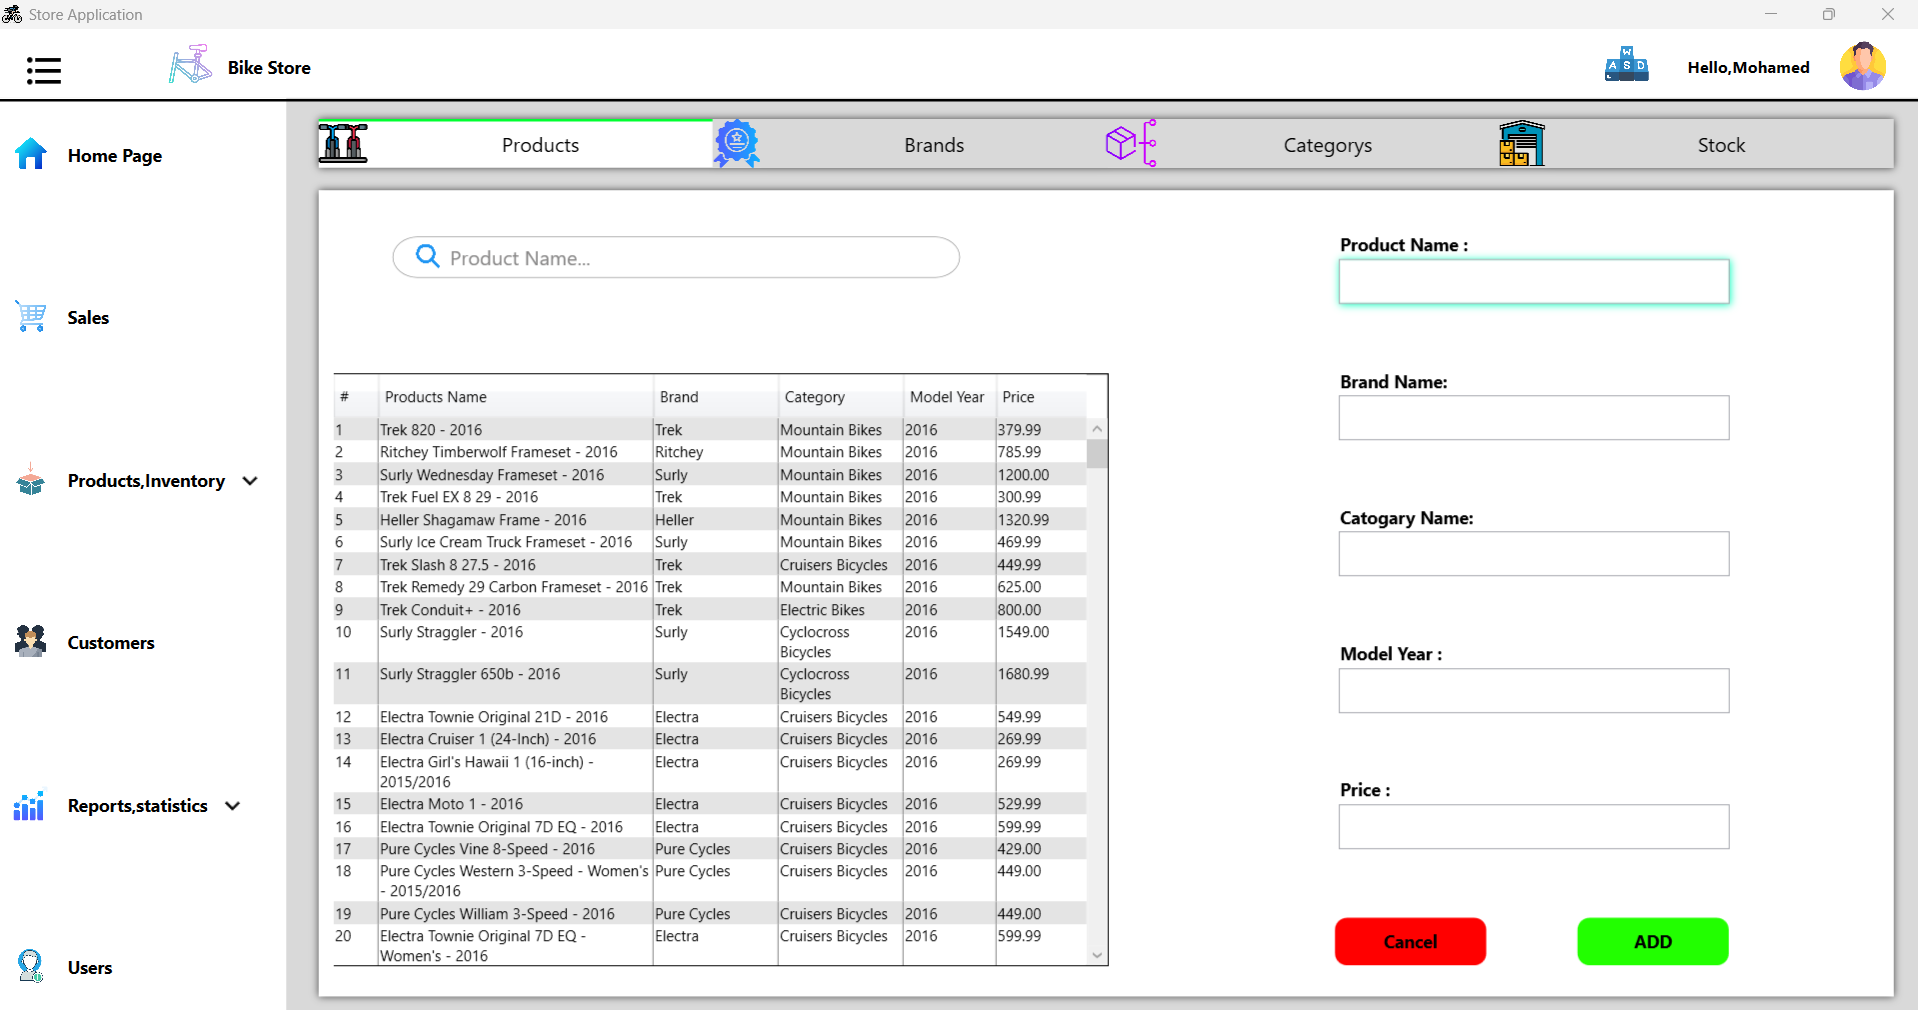 Store Application
Bike Store
W
A S D
Hello,Mohamed
Home Page
Sales
Products,Inventory
Customers
Reports,statistics
Users
Products Brands Categorys Stock
Product Name...
# Products Name Brand Category Model Year Price
1 Trek 820 - 2016 Trek Mountain Bikes 2016 379.99
2 Ritchey Timberwolf Frameset - 2016 Ritchey Mountain Bikes 2016 785.99
3 Surly Wednesday Frameset - 2016 Surly Mountain Bikes 2016 1200.00
4 Trek Fuel EX 8 29 - 2016 Trek Mountain Bikes 2016 300.99
5 Heller Shagamaw Frame - 2016 Heller Mountain Bikes 2016 1320.99
6 Surly Ice Cream Truck Frameset - 2016 Surly Mountain Bikes 2016 469.99
7 Trek Slash 8 27.5 - 2016 Trek Cruisers Bicycles 2016 449.99
8 Trek Remedy 29 Carbon Frameset - 2016 Trek Mountain Bikes 2016 625.00
9 Trek Conduit+ - 2016 Trek Electric Bikes 2016 800.00
10 Surly Straggler - 2016 Surly Cyclocross 2016 1549.00
Bicycles
11 Surly Straggler 650b - 2016 Surly Cyclocross 2016 1680.99
Bicycles
12 Electra Townie Original 21D - 2016 Electra Cruisers Bicycles 2016 549.99
13 Electra Cruiser 1 (24-Inch) - 2016 Electra Cruisers Bicycles 2016 269.99
14 Electra Girl's Hawaii 1 (16-inch) - Electra Cruisers Bicycles 2016 269.99
2015/2016
15 Electra Moto 1 - 2016 Electra Cruisers Bicycles 2016 529.99
16 Electra Townie Original 7D EQ - 2016 Electra Cruisers Bicycles 2016 599.99
17 Pure Cycles Vine 8-Speed - 2016 Pure Cycles Cruisers Bicycles 2016 429.00
18 Pure Cycles Western 3-Speed - Women's Pure Cycles Cruisers Bicycles 2016 449.00
- 2015/2016
19 Pure Cycles William 3-Speed - 2016 Pure Cycles Cruisers Bicycles 2016 449.00
20 Electra Townie Original 7D EQ - Electra Cruisers Bicycles 2016 599.99
Women's - 2016
Product Name :
Brand Name:
Catogary Name:
Model Year :
Price :
Cancel ADD